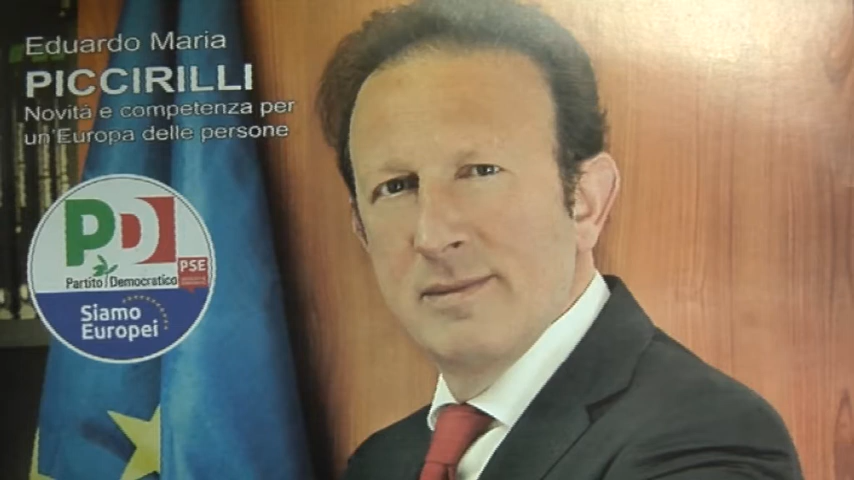 Eduardo Maria
PICCIRILLI
Novità e competenza per
un'Europa delle persone
PD
Partito Democratico
PSE
Siamo
Europei